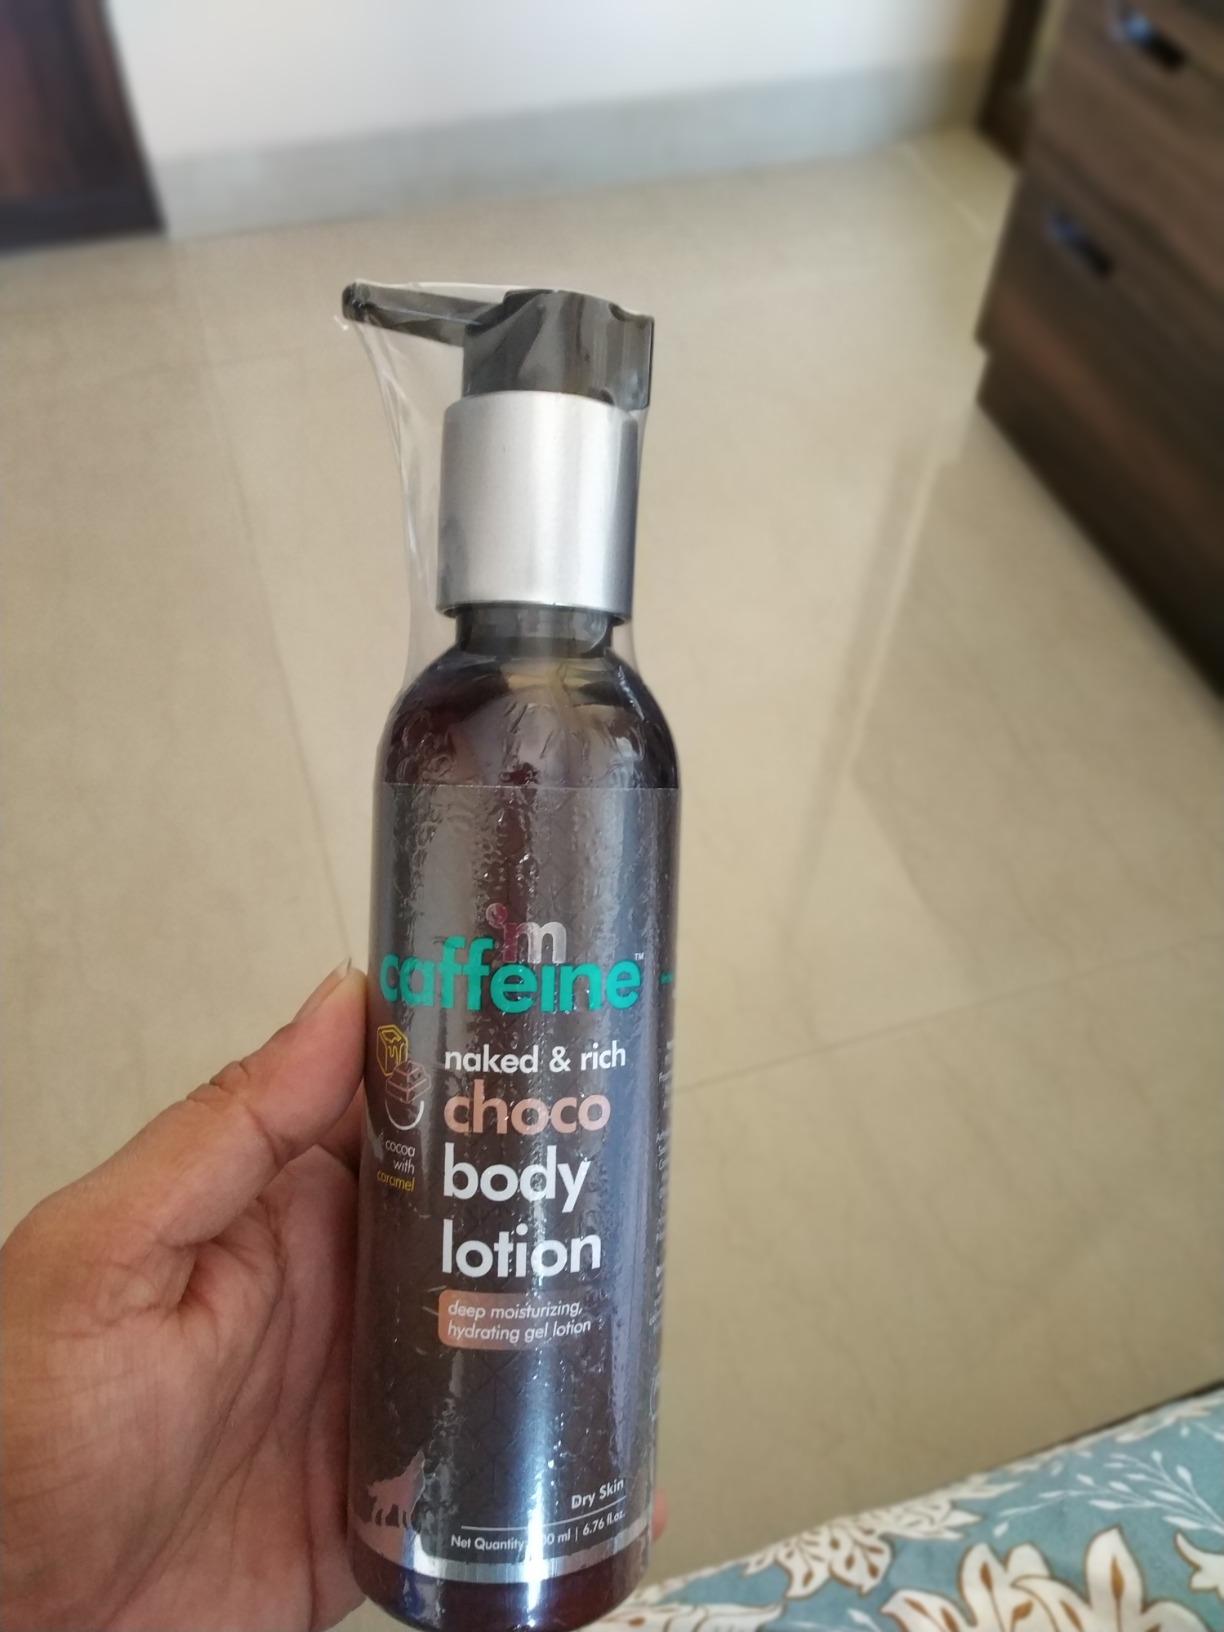 'm
caffeine™
naked & rich
choco
body
lotion
cocoa
with
caramel
deep moisturizing,
hydrating gel lotion
Dry Skin
Net Quantity ml | 6.76 fl.oz.